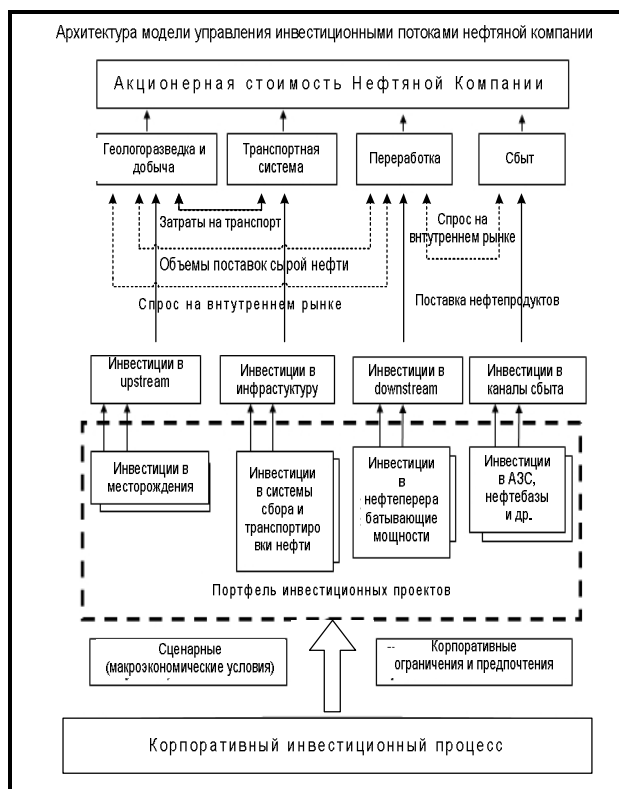 Архитектура модели управления инвестиционными потоками нефтяной компании
Акционерная стоимость Нефтяной Компании
Геологоразведка и
добыча
Транспортная
система
Переработка
Сбыт
Затраты на транспорт
Спрос на
внтутреннем рынке
Объемы поставок сырой нефти
Спрос на внтутреннем рынке
Поставка нефтепродуктов
Инвестиции в
upstream
Инвестиции в
инфрастуктуру
Инвестиции в
downstream
Инвестиции в
каналы сбыта
Инвестиции в
месторождения
Инвестиции
в системы
сбора и
транспортиро
вки нефти
Инвестиции
в
нефтеперера
батывающие
мощности
Инвестиции
в АЗС,
нефтебазы
и др.
Портфель инвестиционных проектов
Сценарные
(макроэкономические условия)
Корпоративные
ограничения и предпочтения
Корпоративный инвестиционный процесс